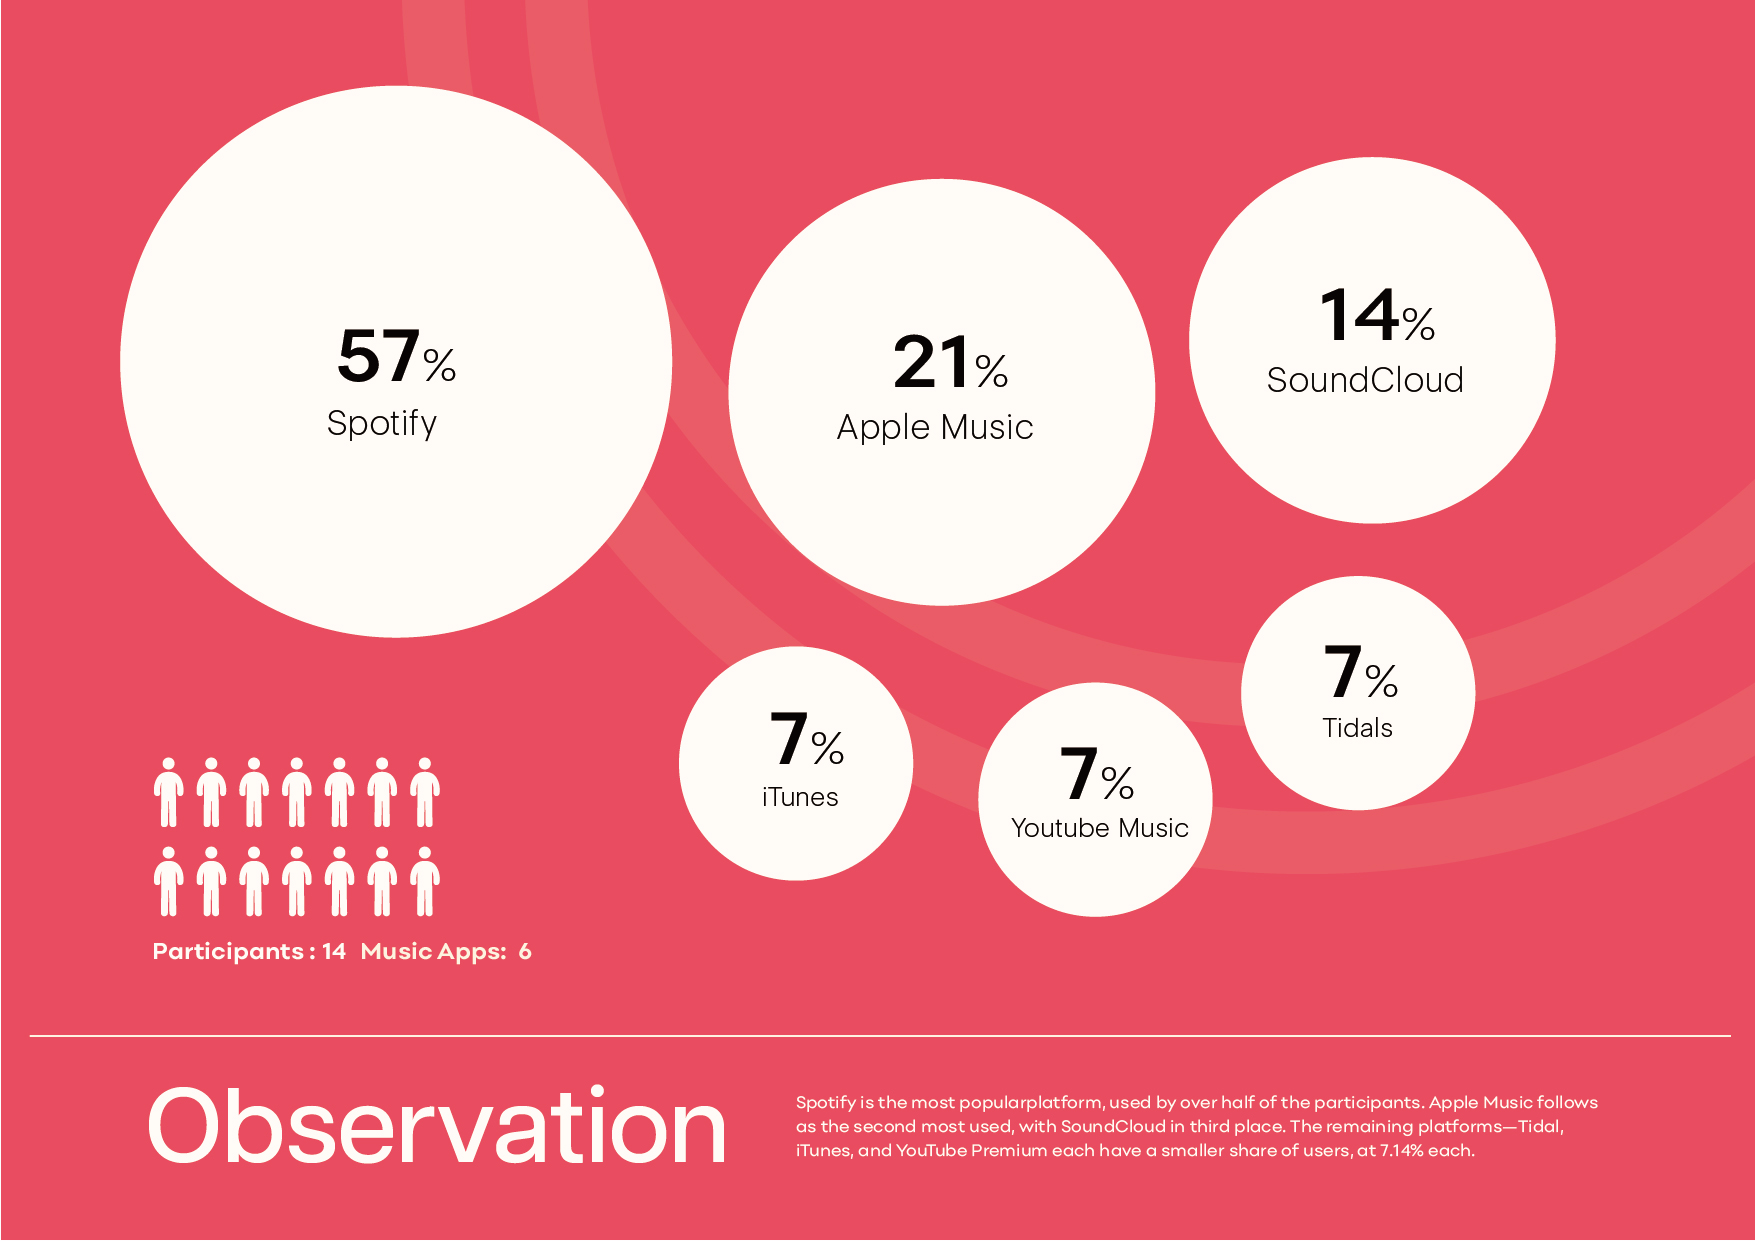 57%
Spotify
21%
Apple Music
14%
SoundCloud
7%
iTunes
7%
Youtube Music
7%
Tidals
Participants : 14 Music Apps: 6
Observation
Spotify is the most popularplatform, used by over half of the participants. Apple Music follows
as the second most used, with SoundCloud in third place. The remaining platforms—Tidal,
iTunes, and YouTube Premium each have a smaller share of users, at 7.14% each.